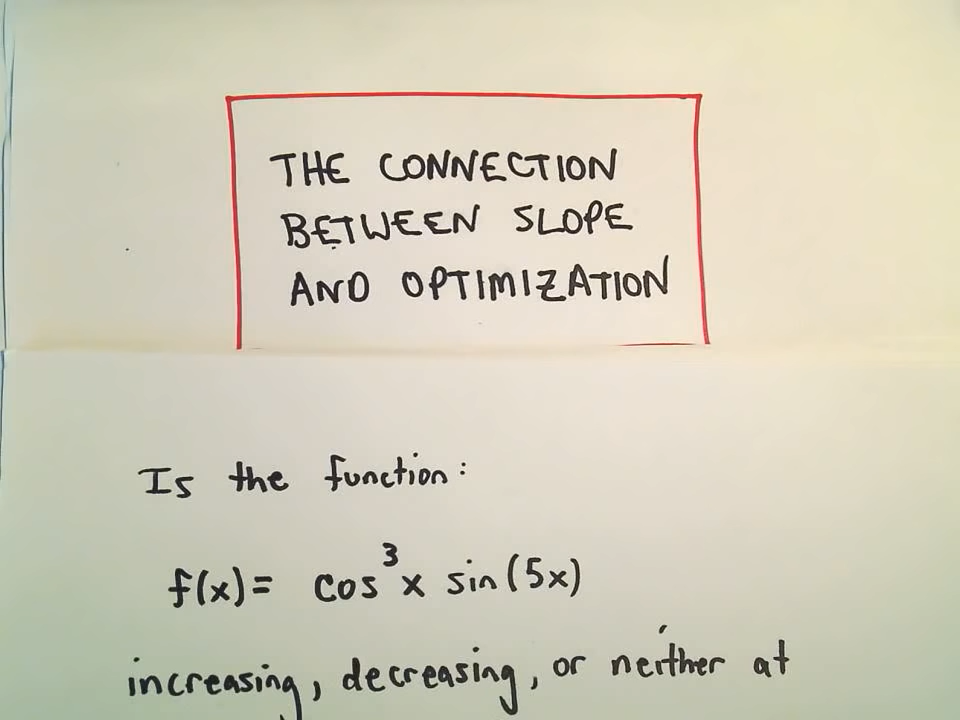 THE CONNECTION
BETWEEN SLOPE
AND OPTIMIZATION
Is the function:
f(x)= cos³x sin(5x)
increasing, decreasing, or neither at